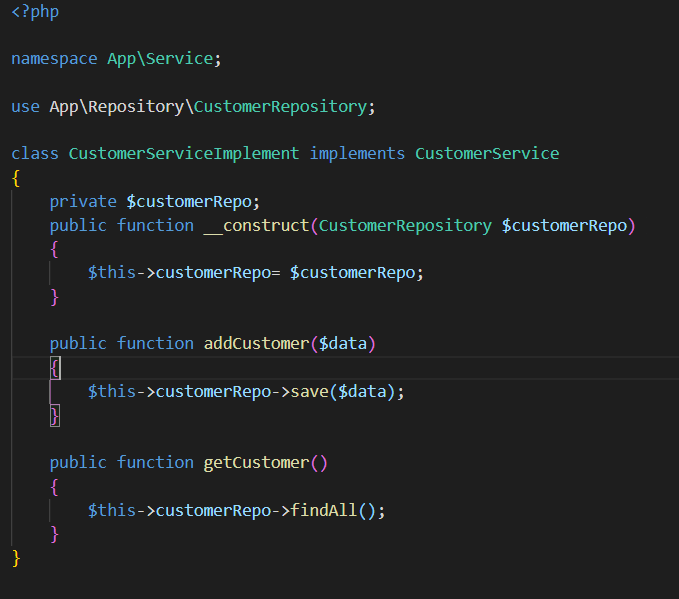 <?php
namespace App\Service;
use App\Repository\CustomerRepository;
class CustomerServiceImplement implements CustomerService
{
private $customerRepo;
public function __construct(CustomerRepository $customerRepo)
{
$this->customerRepo= $customerRepo;
}
public function addCustomer($data)
{
$this->customerRepo->save($data);
}
public function getCustomer()
{
$this->customerRepo->findAll();
}
}